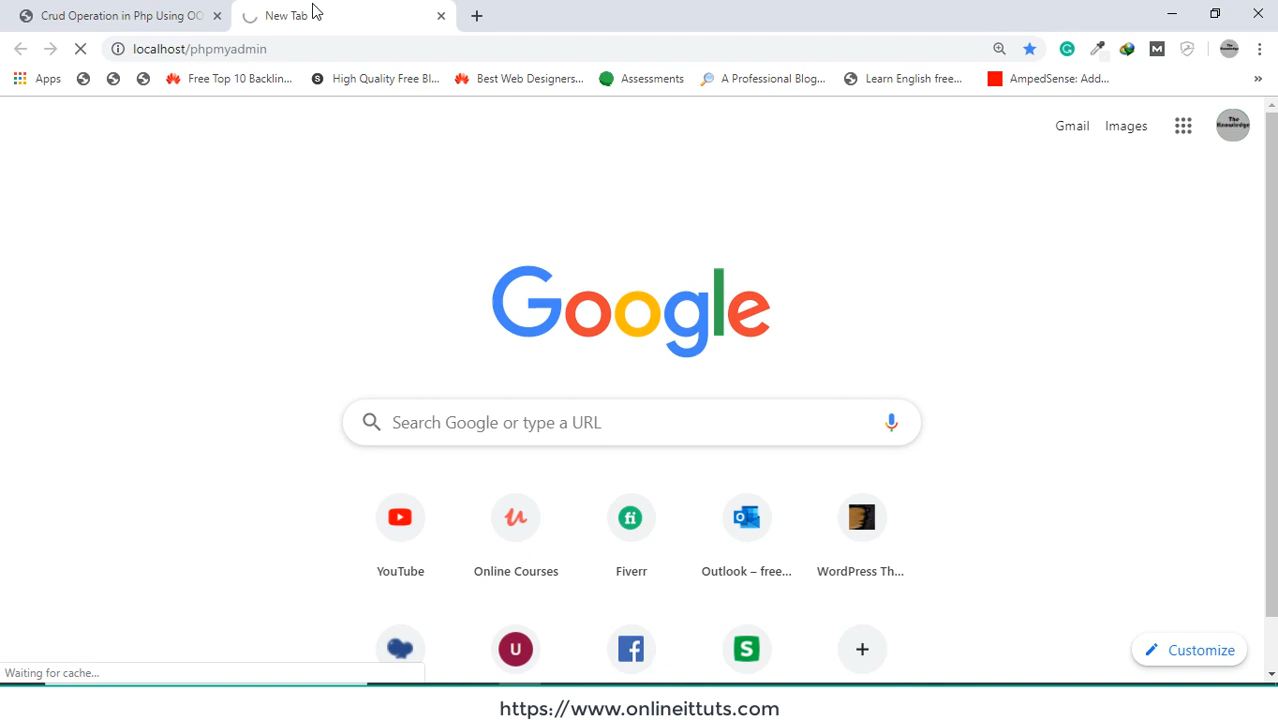 Crud Operation in Php Using OO
New Tab
localhost/phpmyadmin
Apps
Free Top 10 Backlin...
S
High Quality Free Bl...
Best Web Designers...
Assessments
A Professional Blog...
Learn English free...
AmpedSense: Add...
Gmail
Images
The Knowledge
Google
Search Google or type a URL
YouTube
Online Courses
Fiverr
Outlook – free...
WordPress Th...
U
S
Customize
Waiting for cache...
https://www.onlineittuts.com